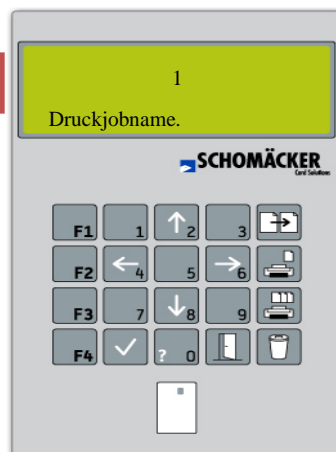 1
Druckjobname.
SCHOMÄCKER
Card Solutions
F1 1 2 3
F2 4 5 6
F3 7 8 9
F4 ? 0